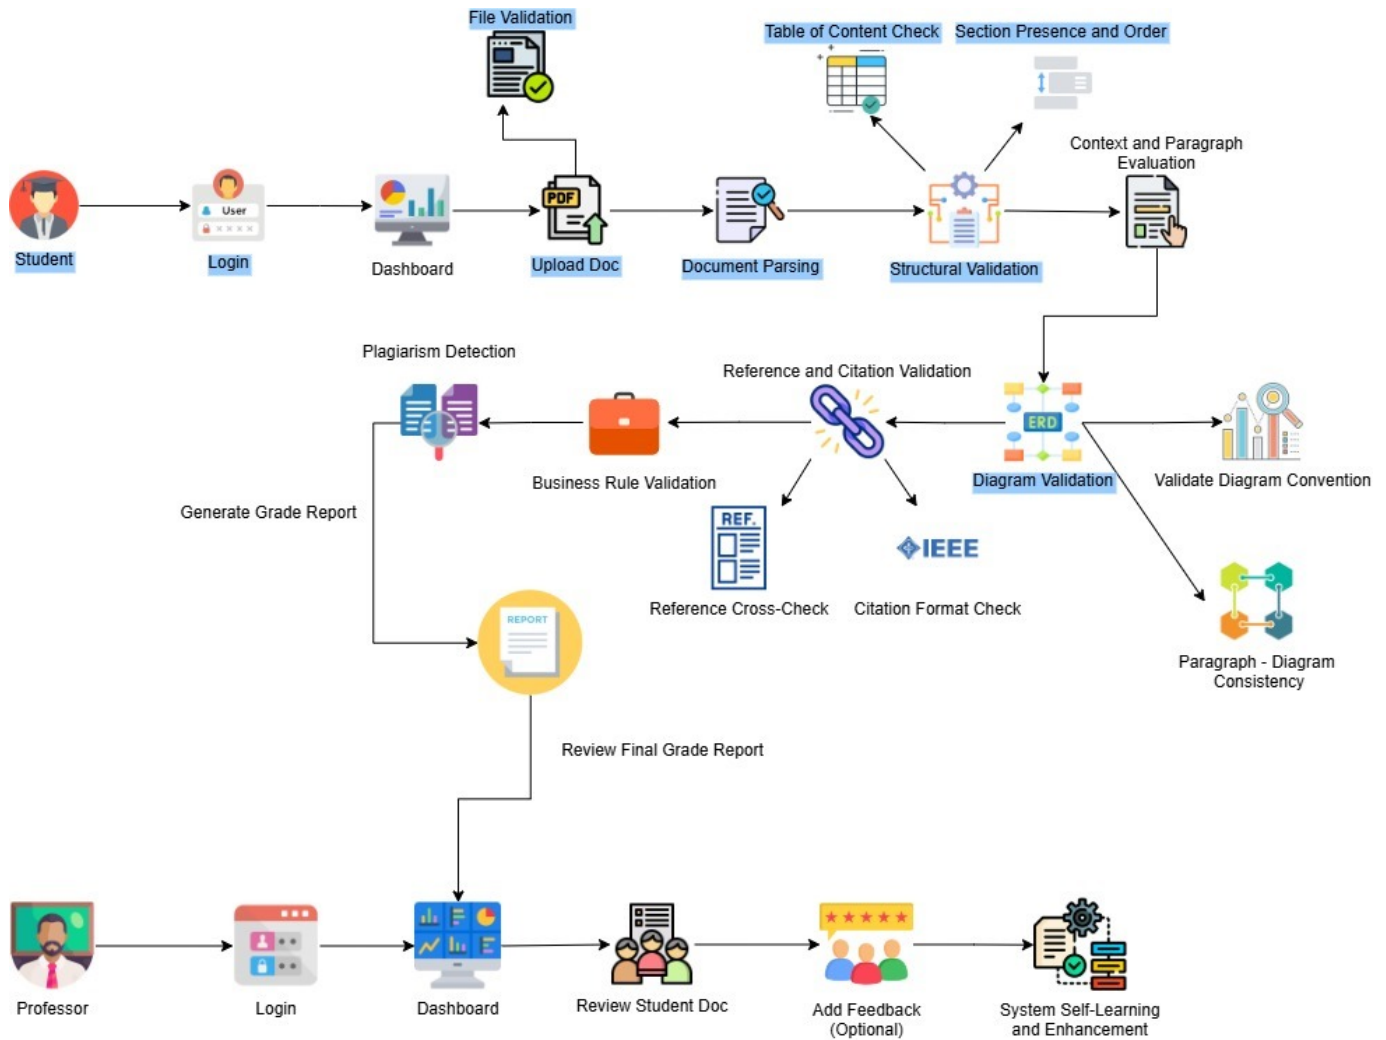 File Validation
Table of Content Check
Section Presence and Order
Context and Paragraph
Evaluation
User
PDF
Student
Login
Dashboard
Upload Doc
Document Parsing
Structural Validation
Plagiarism Detection
Reference and Citation Validation
ERD
Business Rule Validation
Diagram Validation
Validate Diagram Convention
Generate Grade Report
REF.
IEEE
Reference Cross-Check
Citation Format Check
REPORT
Paragraph - Diagram
Consistency
Review Final Grade Report
Professor
Login
Dashboard
Review Student Doc
Add Feedback
(Optional)
System Self-Learning
and Enhancement